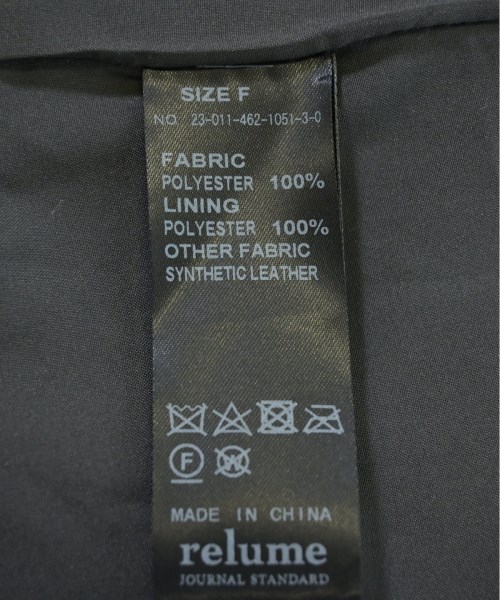 SIZE F
NO. 23-011-462-1051-3-0
FABRIC
POLYESTER 100%
LINING
POLYESTER 100%
OTHER FABRIC
SYNTHETIC LEATHER
F W
MADE IN CHINA
relume
JOURNAL STANDARD